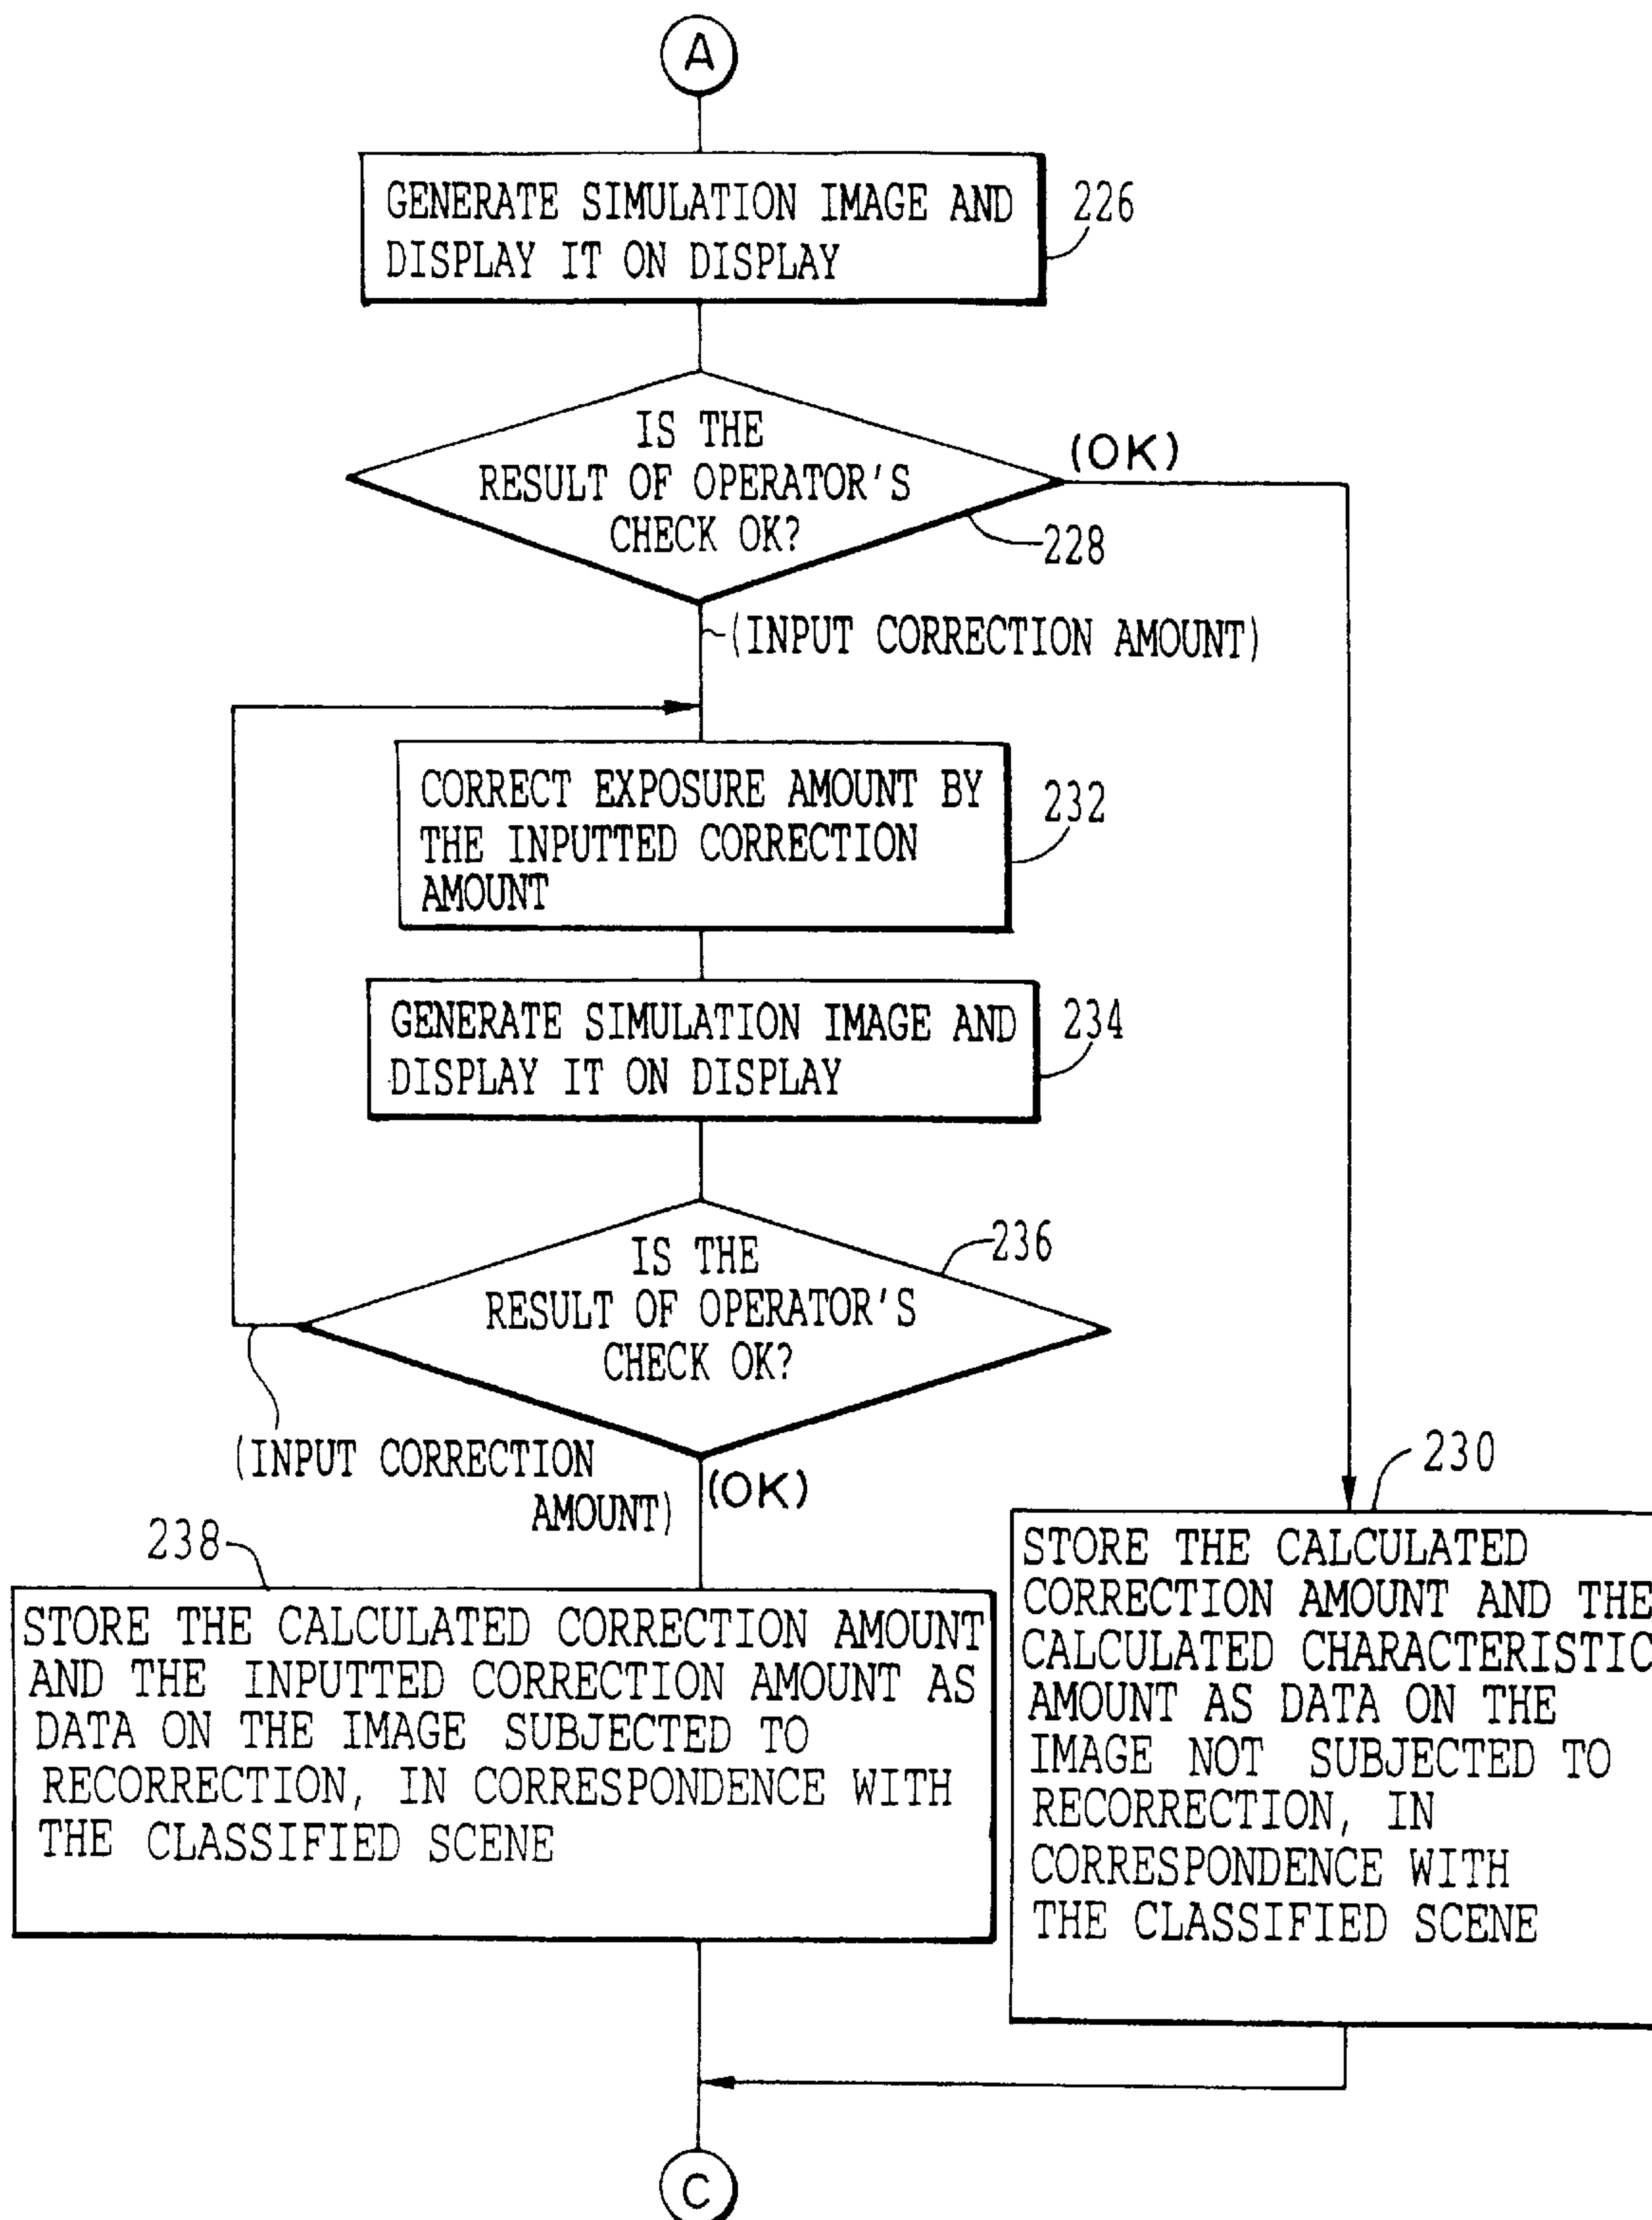 A
GENERATE SIMULATION IMAGE AND
DISPLAY IT ON DISPLAY
226
IS THE
RESULT OF OPERATOR'S
CHECK OK?
(OK)
228
(INPUT CORRECTION AMOUNT)
CORRECT EXPOSURE AMOUNT BY
THE INPUTTED CORRECTION
AMOUNT
232
GENERATE SIMULATION IMAGE AND
DISPLAY IT ON DISPLAY
234
IS THE
RESULT OF OPERATOR'S
CHECK OK?
236
(INPUT CORRECTION
AMOUNT)
(OK)
238
STORE THE CALCULATED CORRECTION AMOUNT
AND THE INPUTTED CORRECTION AMOUNT AS
DATA ON THE IMAGE SUBJECTED TO
RECORRECTION, IN CORRESPONDENCE WITH
THE CLASSIFIED SCENE
230
STORE THE CALCULATED
CORRECTION AMOUNT AND THE
CALCULATED CHARACTERISTIC
AMOUNT AS DATA ON THE
IMAGE NOT SUBJECTED TO
RECORRECTION, IN
CORRESPONDENCE WITH
THE CLASSIFIED SCENE
C